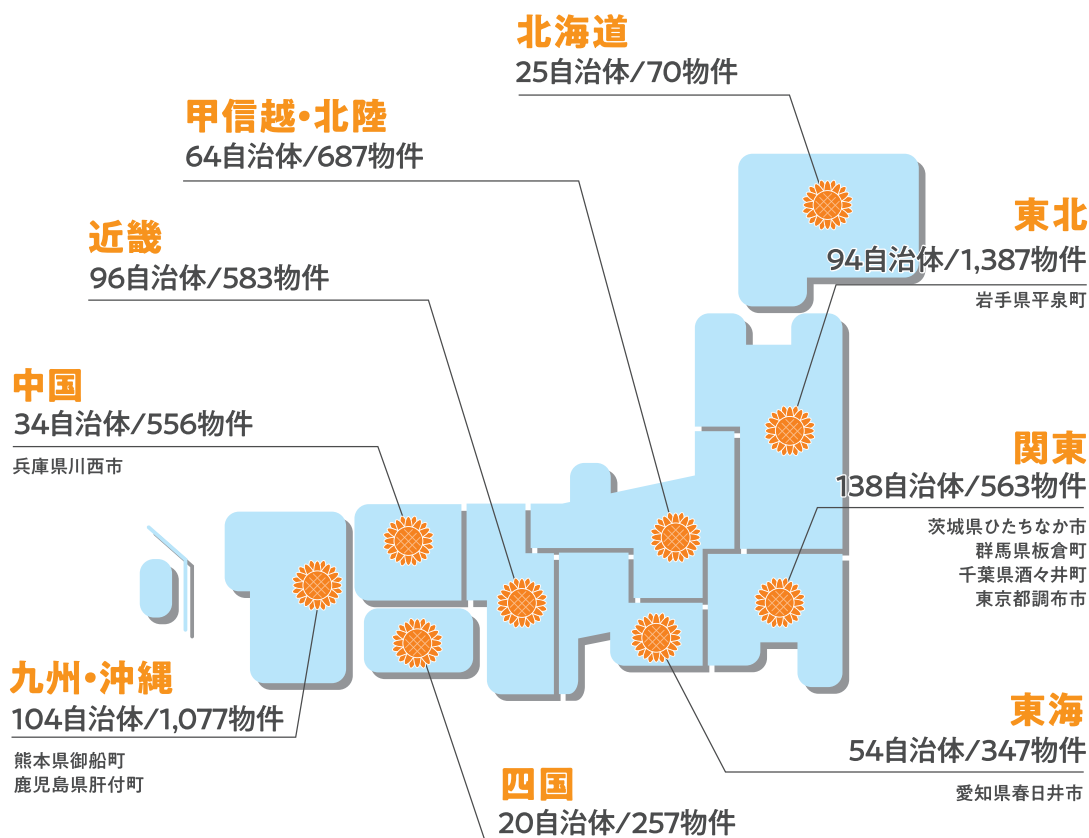 北海道
25自治体/70物件
甲信越・北陸
64自治体/687物件
東北
94自治体/1,387物件
岩手県平泉町
近畿
96自治体/583物件
中国
34自治体/556物件
兵庫県川西市
関東
138自治体/563物件
茨城県ひたちなか市
群馬県板倉町
千葉県酒々井町
東京都調布市
九州・沖縄
104自治体/1,077物件
熊本県御船町
鹿児島県肝付町
東海
54自治体/347物件
愛知県春日井市
四国
20自治体/257物件